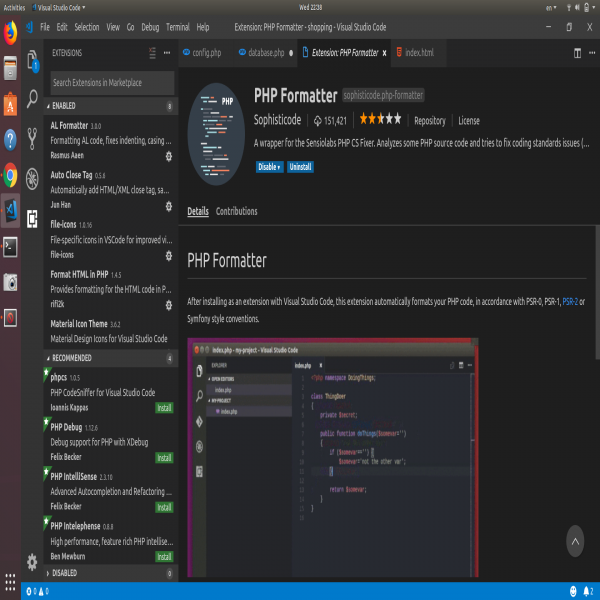 Activities Visual Studio Code Wed 22:38 en
File Edit Selection View Go Debug Terminal Help Extension: PHP Formatter - shopping - Visual Studio Code
EXTENSIONS
config.php database.php Extension: PHP Formatter index.html
Search Extensions in Marketplace
ENABLED 8
AL Formatter 3.0.0
Formatting AL code, fixes indenting, casing ...
Rasmus Aaen
Auto Close Tag 0.5.6
Automatically add HTML/XML close tag, sa...
Jun Han
file-icons 1.0.16
File-specific icons in VSCode for improved vi...
file-icons
Format HTML in PHP 1.4.5
Provides formatting for the HTML code in P...
rifi2k
Material Icon Theme 3.6.2
Material Design Icons for Visual Studio Code
RECOMMENDED 4
phpcs 1.0.5
PHP CodeSniffer for Visual Studio Code
Ioannis Kappas Install
PHP Debug 1.12.6
Debug support for PHP with XDebug
Felix Becker Install
PHP IntelliSense 2.3.10
Advanced Autocompletion and Refactoring ...
Felix Becker Install
PHP Intelephense 0.8.8
High performance, feature rich PHP intellise...
Ben Mewburn Install
DISABLED 0
PHP
PHP Formatter sophisticode.php-formatter
Sophisticode 151,421 Repository License
A wrapper for the Sensiolabs PHP CS Fixer. Analyzes some PHP source code and tries to fix coding standards issues (...
Disable Uninstall
Details Contributions
PHP Formatter
After installing as an extension with Visual Studio Code, this extension automatically formats your PHP code, in accordance with PSR-0, PSR-1, PSR-2 or
Symfony style conventions.
index.php - my-project - Visual Studio Code
EXPLORER
OPEN EDITORS
index.php
MY-PROJECT
index.php
index.php
1 <?php namespace DoingThings;
class ThingDoer
{
private $secret;
public function doThings($somevar='')
{
if ($somevar=='') {
$somevar='not the other var';
}
return $somevar;
}
}
0 0 2
1